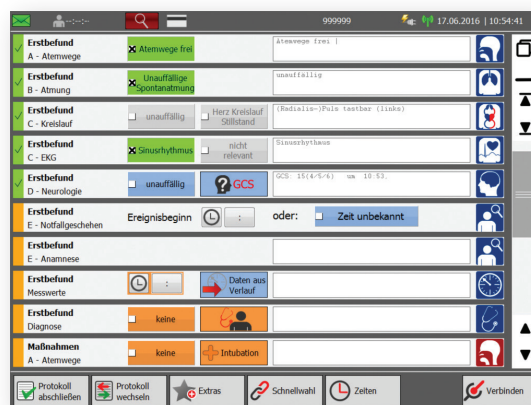 --:--:-- 999999 17.06.2016 | 10:54:41
Erstbefund
A - Atemwege
Atemwege frei
Atemwege frei |
Erstbefund
B - Atmung
Unauffällige
Spontanatmung
unauffällig
Erstbefund
C - Kreislauf
unauffällig
Herz Kreislauf
Stillstand
(Radialis-)Puls tastbar (links)
Erstbefund
C - EKG
Sinusrhythmus
nicht
relevant
Sinusrhythmus
Erstbefund
D - Neurologie
unauffällig
GCS
GCS: 15(4/5/6) um 10:53.
Erstbefund
E - Notfallgeschehen
Ereignisbeginn
:
oder:
Zeit unbekannt
Erstbefund
E - Anamnese
Erstbefund
Messwerte
:
Daten aus
Verlauf
Erstbefund
Diagnose
keine
Maßnahmen
A - Atemwege
keine
Intubation
Protokoll
abschließen
Protokoll
wechseln
Extras
Schnellwahl
Zeiten
Verbinden